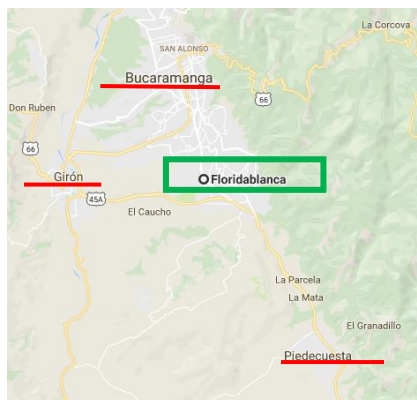 La Corcova
SAN ALONSO
Bucaramanga
66
Don Ruben
66
Girón
Floridablanca
45A
El Caucho
La Parcela
La Mata
El Granadillo
Piedecuesta